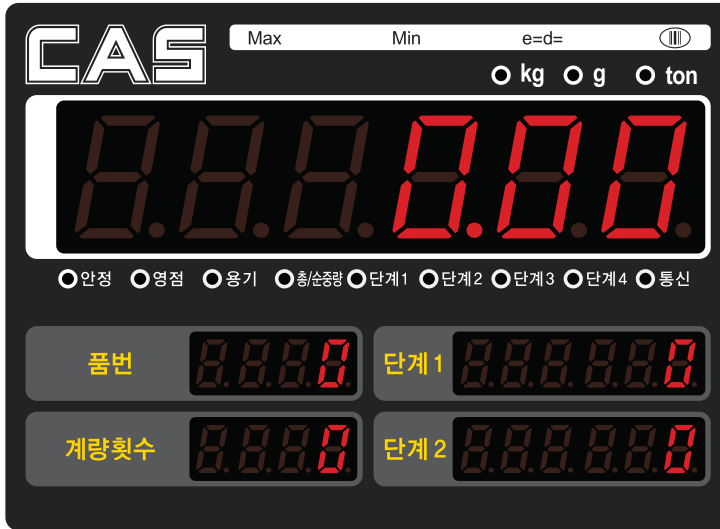 CAS
Max Min e=d=
kg g ton
0.00
안정 영점 용기 총/순중량 단계1 단계2 단계3 단계4 통신
품번 0 단계1 0
계량횟수 0 단계2 0